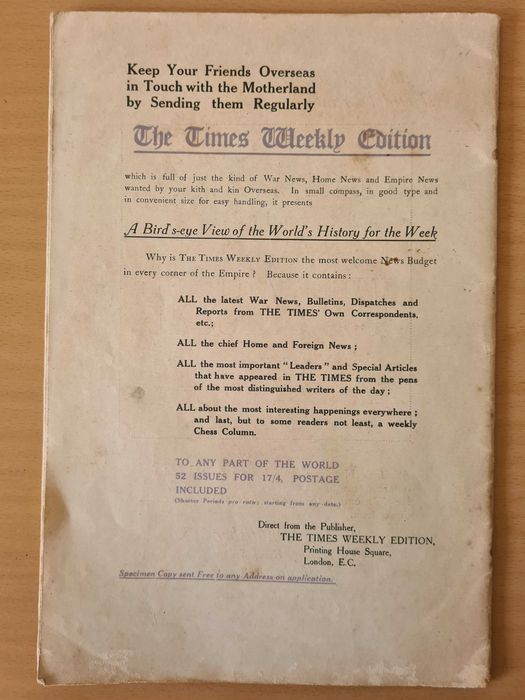 Keep Your Friends Overseas
in Touch with the Motherland
by Sending them Regularly
The Times Weekly Edition
which is full of just the kind of War News, Home News and Empire News
wanted by your kith and kin Overseas. In small compass, in good type and
in convenient size for easy handling, it presents
A Bird's-eye View of the World's History for the Week
Why is THE TIMES WEEKLY EDITION the most welcome News Budget
in every corner of the Empire? Because it contains:
ALL the latest War News, Bulletins, Dispatches and
Reports from THE TIMES' Own Correspondents,
etc.;
ALL the chief Home and Foreign News;
ALL the most important "Leaders" and Special Articles
that have appeared in THE TIMES from the pens
of the most distinguished writers of the day;
ALL about the most interesting happenings everywhere;
and last, but to some readers not least, a weekly
Chess Column.
TO ANY PART OF THE WORLD
52 ISSUES FOR 17/4, POSTAGE
INCLUDED
(Shorter Periods pro rata; starting from any date.)
Direct from the Publisher,
THE TIMES WEEKLY EDITION,
Printing House Square,
London, E.C.
Specimen Copy sent Free to any Address on application.